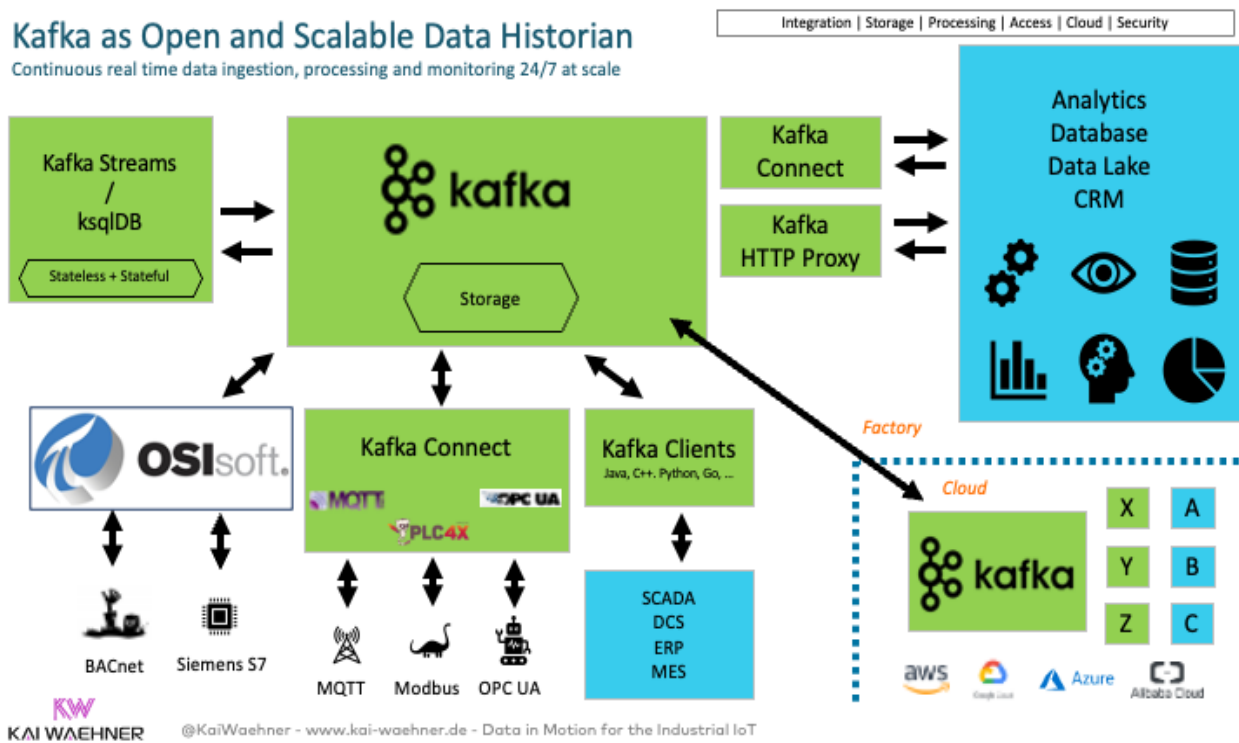 Kafka as Open and Scalable Data Historian
Continuous real time data ingestion, processing and monitoring 24/7 at scale
Integration | Storage | Processing | Access | Cloud | Security
Kafka Streams
/
ksqlDB
Stateless + Stateful
kafka
Storage
Kafka
Connect
Kafka
HTTP Proxy
Analytics
Database
Data Lake
CRM
OSIsoft.
Kafka Connect
MQTT
OPC UA
PLC4X
Kafka Clients
Java, C++. Python, Go, ...
BACnet
Siemens S7
MQTT
Modbus
OPC UA
SCADA
DCS
ERP
MES
Factory
Cloud
kafka
X
A
Y
B
Z
C
aws
Google Cloud
Azure
Alibaba Cloud
KW
KAI WAEHNER
@KaiWaehner - www.kai-waehner.de - Data in Motion for the Industrial IoT